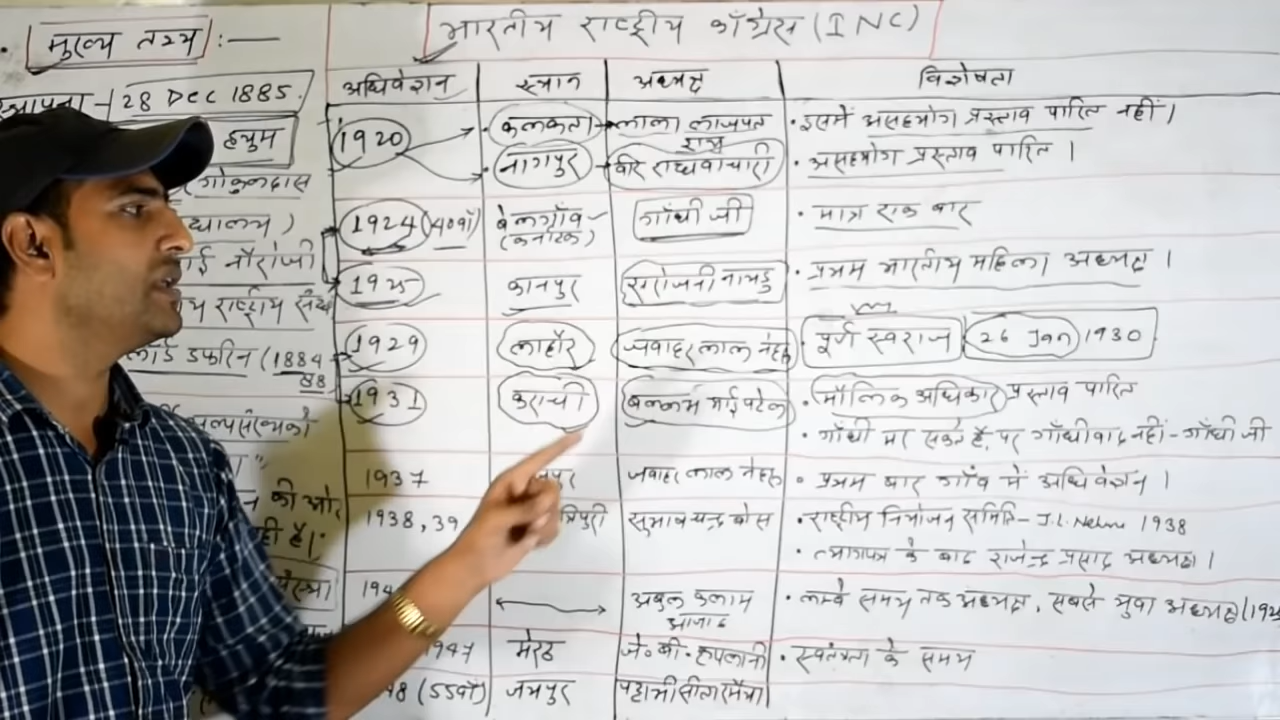 मुख्य तथ्य :—
भारतीय राष्ट्रीय काँग्रेस (INC)
– 28 Dec 1885.
ह्यूम
(गोकुलदास
नौरोजी
राष्ट्रीय
लॉर्ड डफरिन (1884
88
की ओर
अधिवेशन स्थान अध्यक्ष विशेषता
1920 कलकता लाला लाजपत राय • इसमें असहयोग प्रस्ताव पारित नहीं।
नागपुर वीर राघवाचारी • असहयोग प्रस्ताव पारित।
1924 (40वाँ) बेलगाँव – (कर्नाटक) गाँधी जी • मात्र एक बार
1925 कानपुर सरोजनी नायडु • प्रथम भारतीय महिला अध्यक्ष।
1929 लाहौर जवाहर लाल नेहरू पूर्ण स्वराज 26 Jan 1930
1931 कराची बल्लभ भाई पटेल • मौलिक अधिकार प्रस्ताव पारित
• गाँधी मर सकते हैं, पर गाँधीवाद नहीं – गाँधी जी
1937 जवाहर लाल नेहरू • प्रथम बार गाँव में अधिवेशन।
1938, 39 त्रिपुरी सुभाषचन्द्र बोस • राष्ट्रीय नियोजन समिति – J.L. Nehru 1938
• त्यागपत्र के बाद राजेन्द्र प्रसाद अध्यक्ष।
अबुल कलाम आजाद • लम्बे समय तक अध्यक्ष, सबसे युवा अध्यक्ष
मेरठ जे॰ बी॰ कृपलानी • स्वतंत्रता के समय
(55वाँ) जयपुर पट्टाभी सीतारमैया